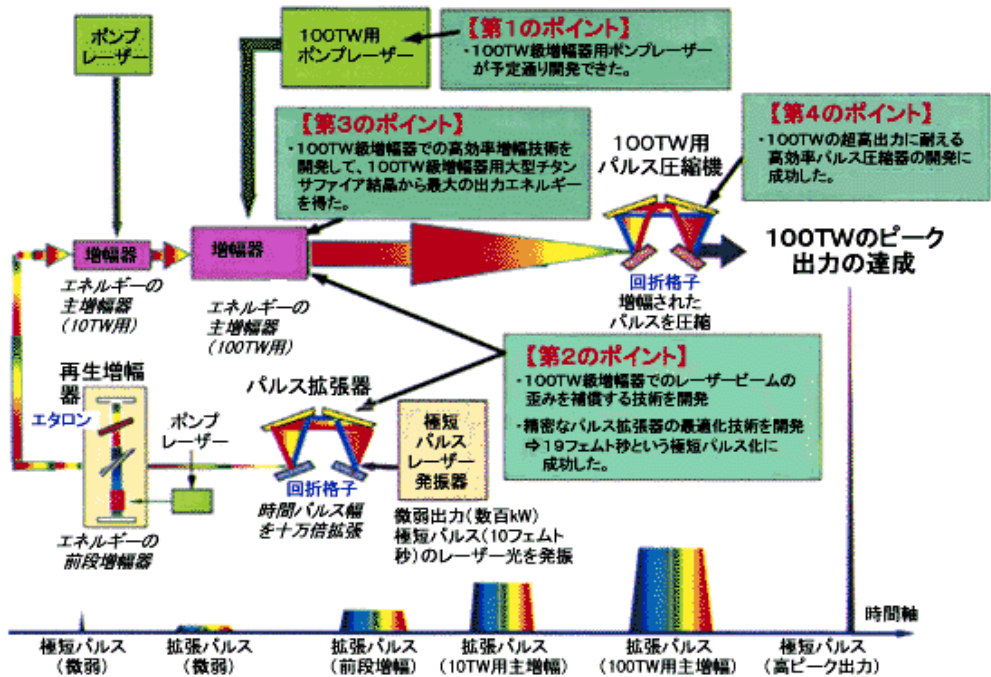 ポンプ
レーザー
100TW用
ポンプレーザー
【第1のポイント】
・100TW級増幅器用ポンプレーザー
が予定通り開発できた。
【第3のポイント】
・100TW級増幅器での高効率増幅技術を
開発して、100TW級増幅器用大型チタン
サファイア結晶から最大の出力エネルギー
を得た。
100TW用
パルス圧縮機
【第4のポイント】
・100TWの超高出力に耐える
高効率パルス圧縮器の開発に
成功した。
増幅器
エネルギーの
主増幅器
(10TW用)
増幅器
エネルギーの
主増幅器
(100TW用)
回折格子
増幅された
パルスを圧縮
100TWのピーク
出力の達成
【第2のポイント】
・100TW級増幅器でのレーザービームの
歪みを補償する技術を開発
・精密なパルス拡張器の最適化技術を開発
⇒19フェムト秒という極短パルス化に
成功した。
再生増幅
器
エタロン
ポンプ
レーザー
エネルギーの
前段増幅器
パルス拡張器
回折格子
時間パルス幅
を十万倍拡張
極短
パルス
レーザー
発振器
微弱出力(数百kW)
極短パルス(10フェムト
秒)のレーザー光を発振
時間軸
極短パルス
(微弱)
拡張パルス
(微弱)
拡張パルス
(前段増幅)
拡張パルス
(10TW用主増幅)
拡張パルス
(100TW用主増幅)
極短パルス
(高ピーク出力)